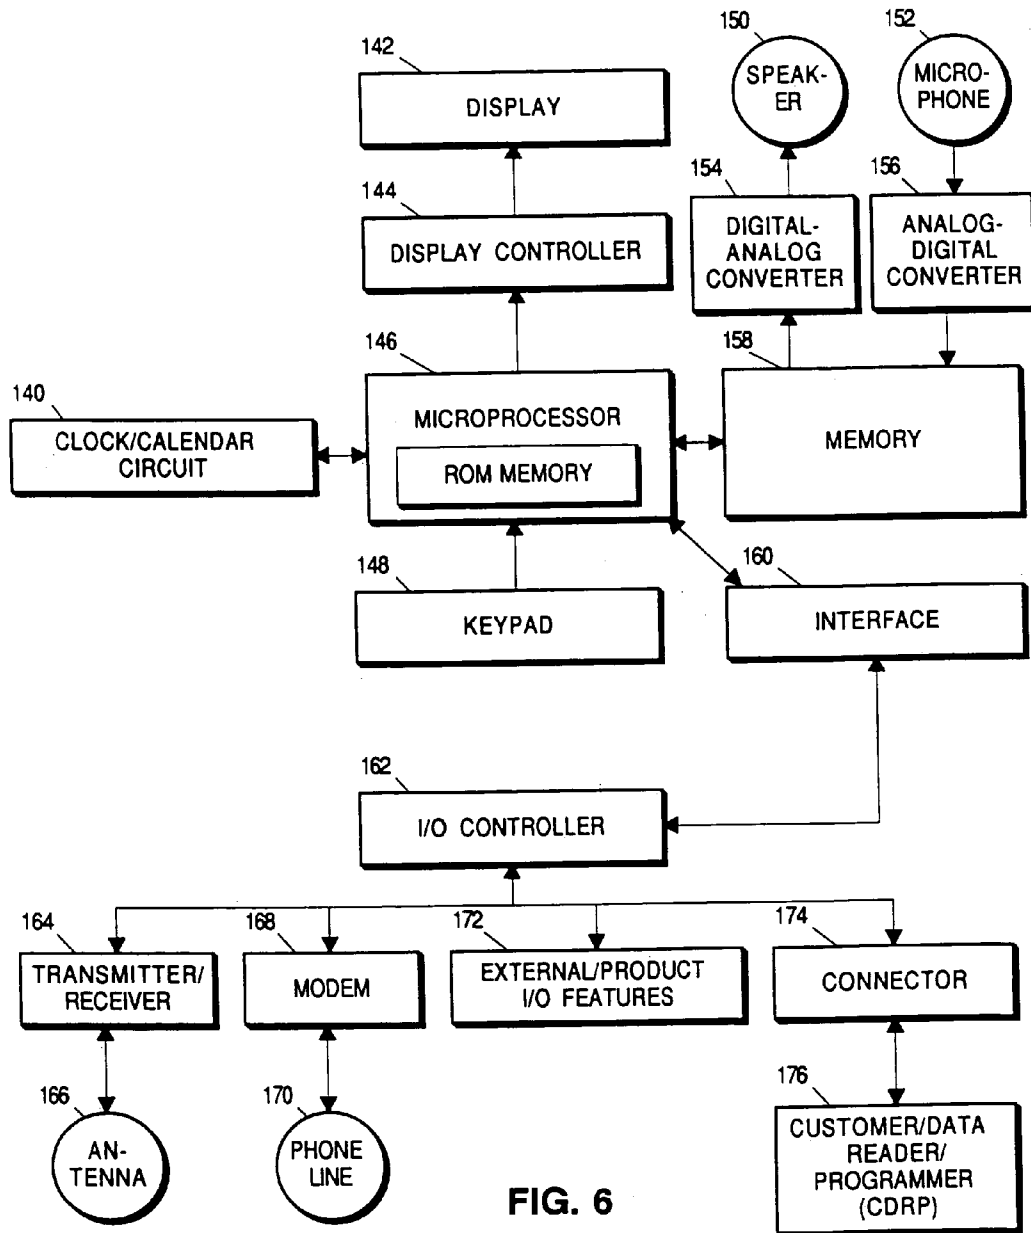 150
152
142
SPEAK-
ER
MICRO-
PHONE
DISPLAY
154
156
144
DIGITAL-
ANALOG
CONVERTER
ANALOG-
DIGITAL
CONVERTER
DISPLAY CONTROLLER
146
158
140
MICROPROCESSOR
MEMORY
CLOCK/CALENDAR
CIRCUIT
ROM MEMORY
148
160
KEYPAD
INTERFACE
162
I/O CONTROLLER
164
168
172
174
TRANSMITTER/
RECEIVER
MODEM
EXTERNAL/PRODUCT
I/O FEATURES
CONNECTOR
166
170
176
AN-
TENNA
PHONE
LINE
CUSTOMER/DATA
READER/
PROGRAMMER
(CDRP)
FIG. 6